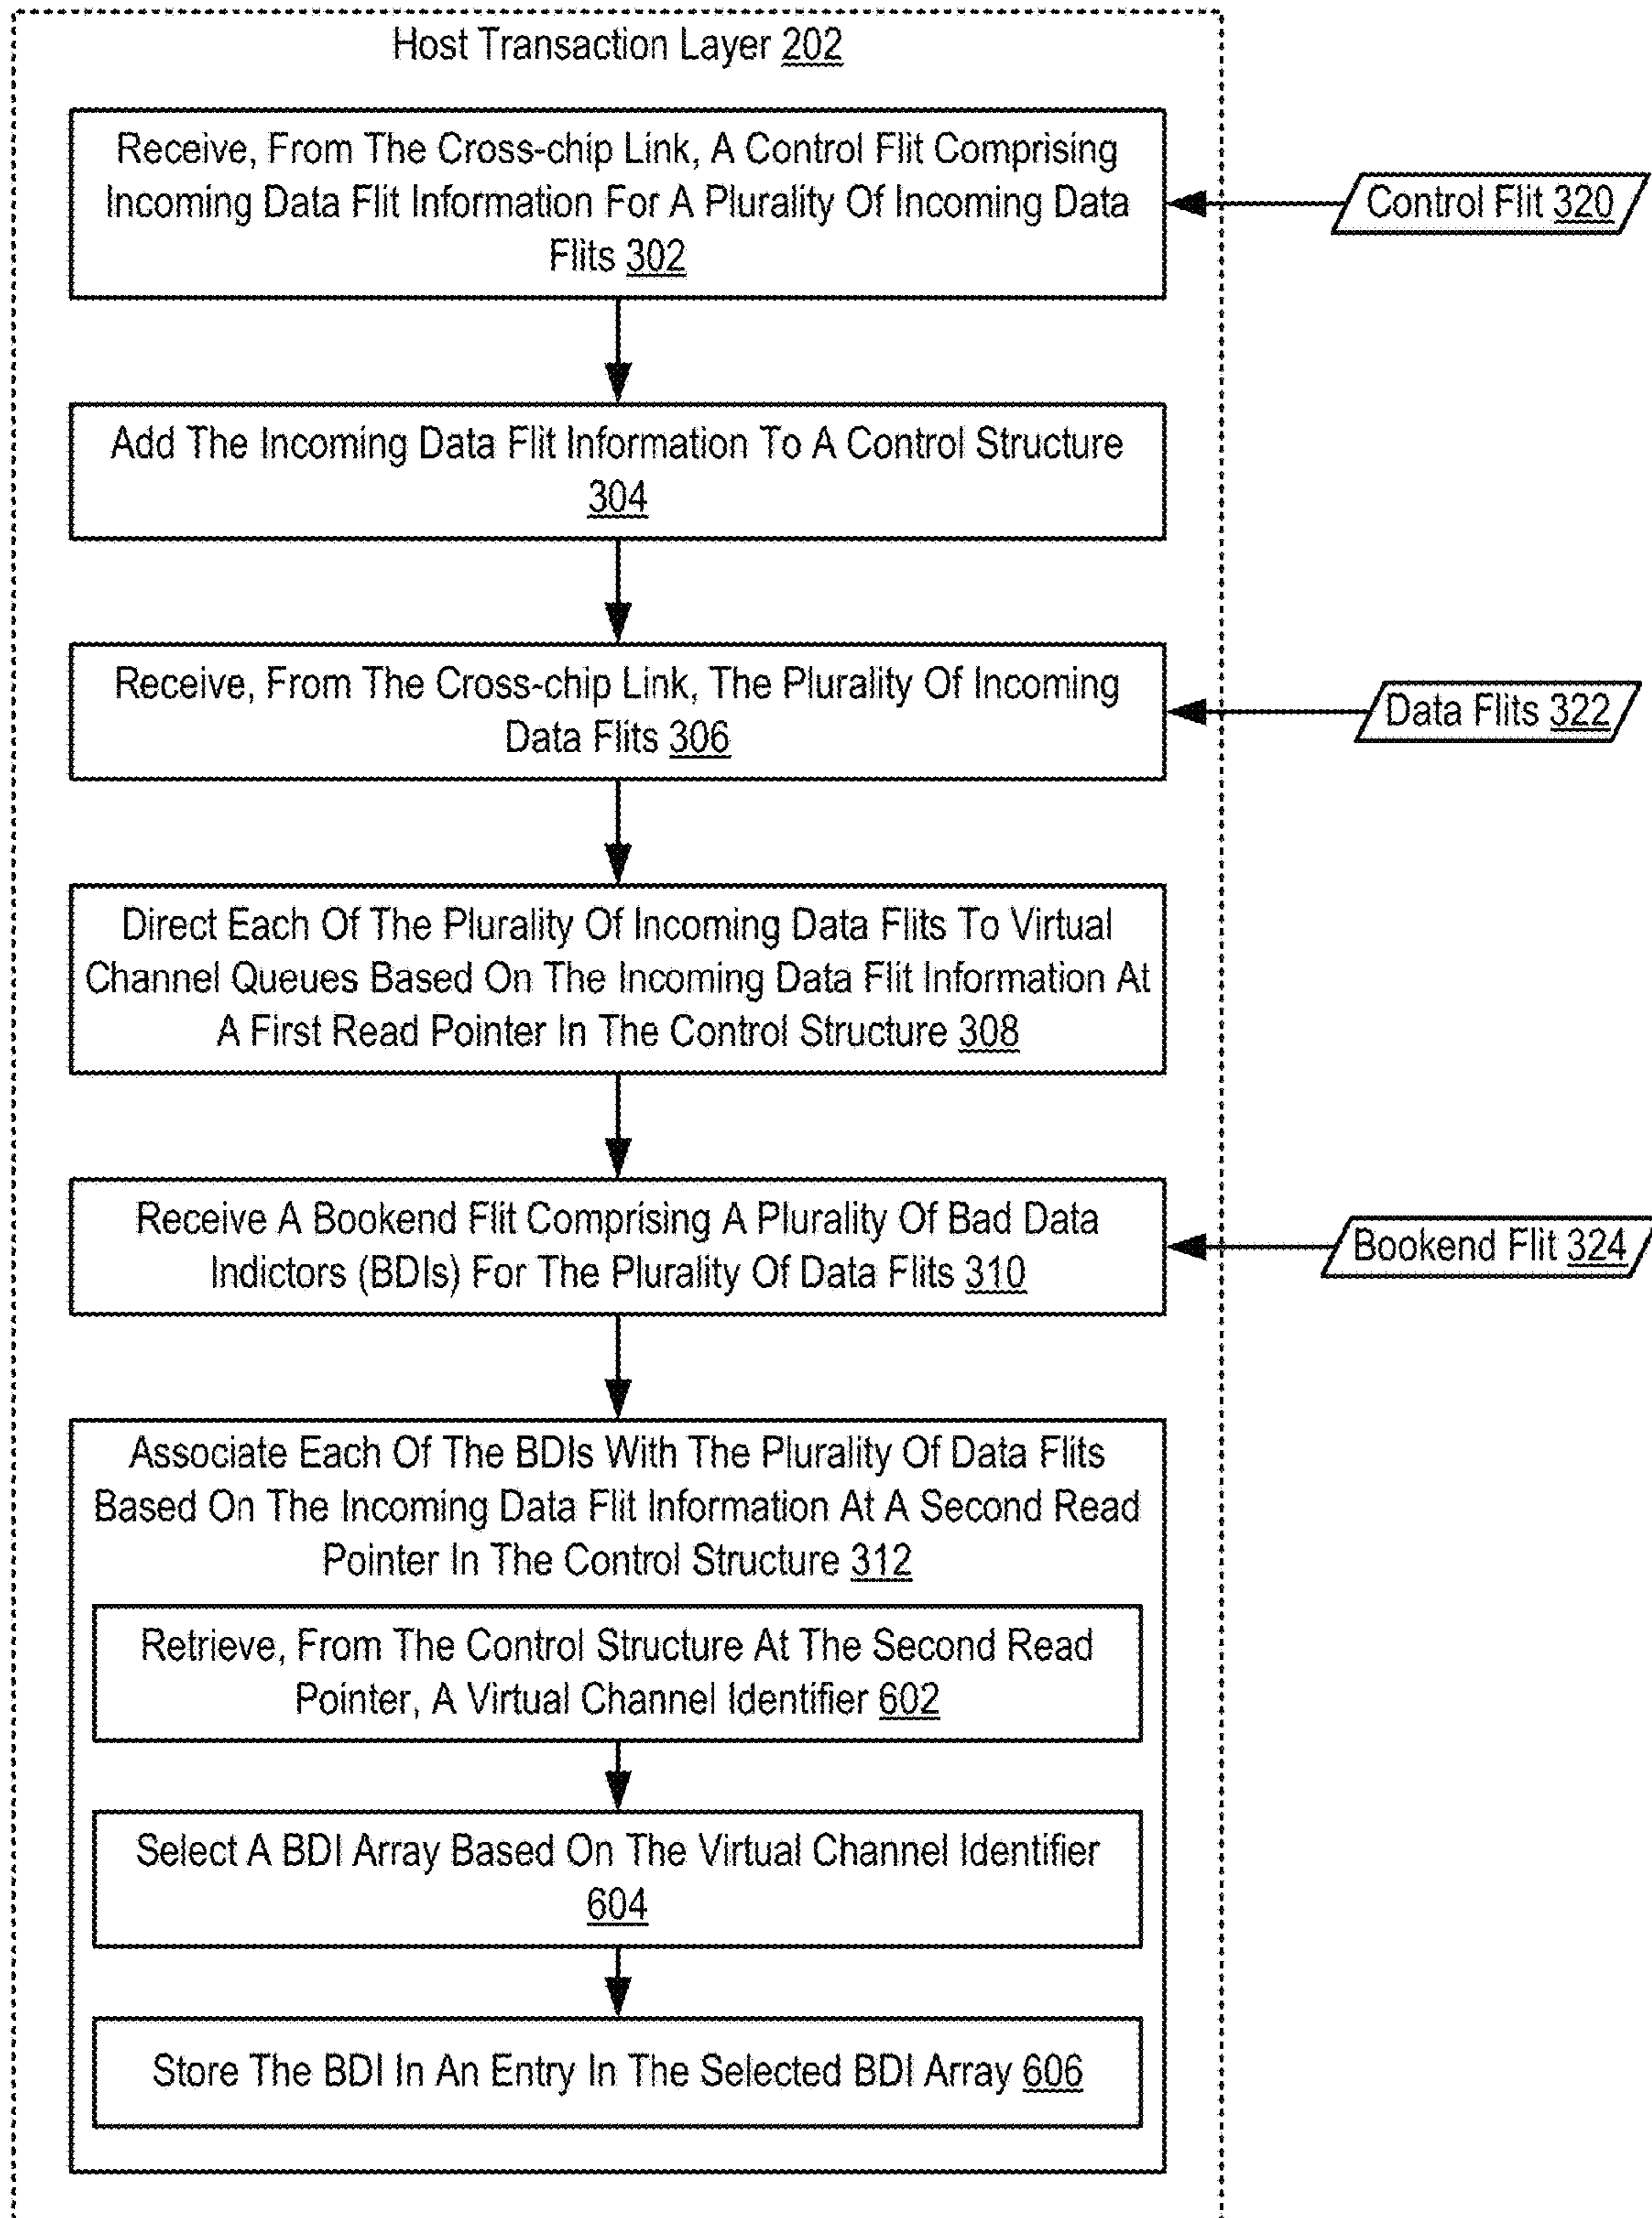 Host Transaction Layer 202
Receive, From The Cross-chip Link, A Control Flit Comprising
Incoming Data Flit Information For A Plurality Of Incoming Data
Flits 302
Control Flit 320
Add The Incoming Data Flit Information To A Control Structure
304
Receive, From The Cross-chip Link, The Plurality Of Incoming
Data Flits 306
Data Flits 322
Direct Each Of The Plurality Of Incoming Data Flits To Virtual
Channel Queues Based On The Incoming Data Flit Information At
A First Read Pointer In The Control Structure 308
Receive A Bookend Flit Comprising A Plurality Of Bad Data
Indictors (BDIs) For The Plurality Of Data Flits 310
Bookend Flit 324
Associate Each Of The BDIs With The Plurality Of Data Flits
Based On The Incoming Data Flit Information At A Second Read
Pointer In The Control Structure 312
Retrieve, From The Control Structure At The Second Read
Pointer, A Virtual Channel Identifier 602
Select A BDI Array Based On The Virtual Channel Identifier
604
Store The BDI In An Entry In The Selected BDI Array 606